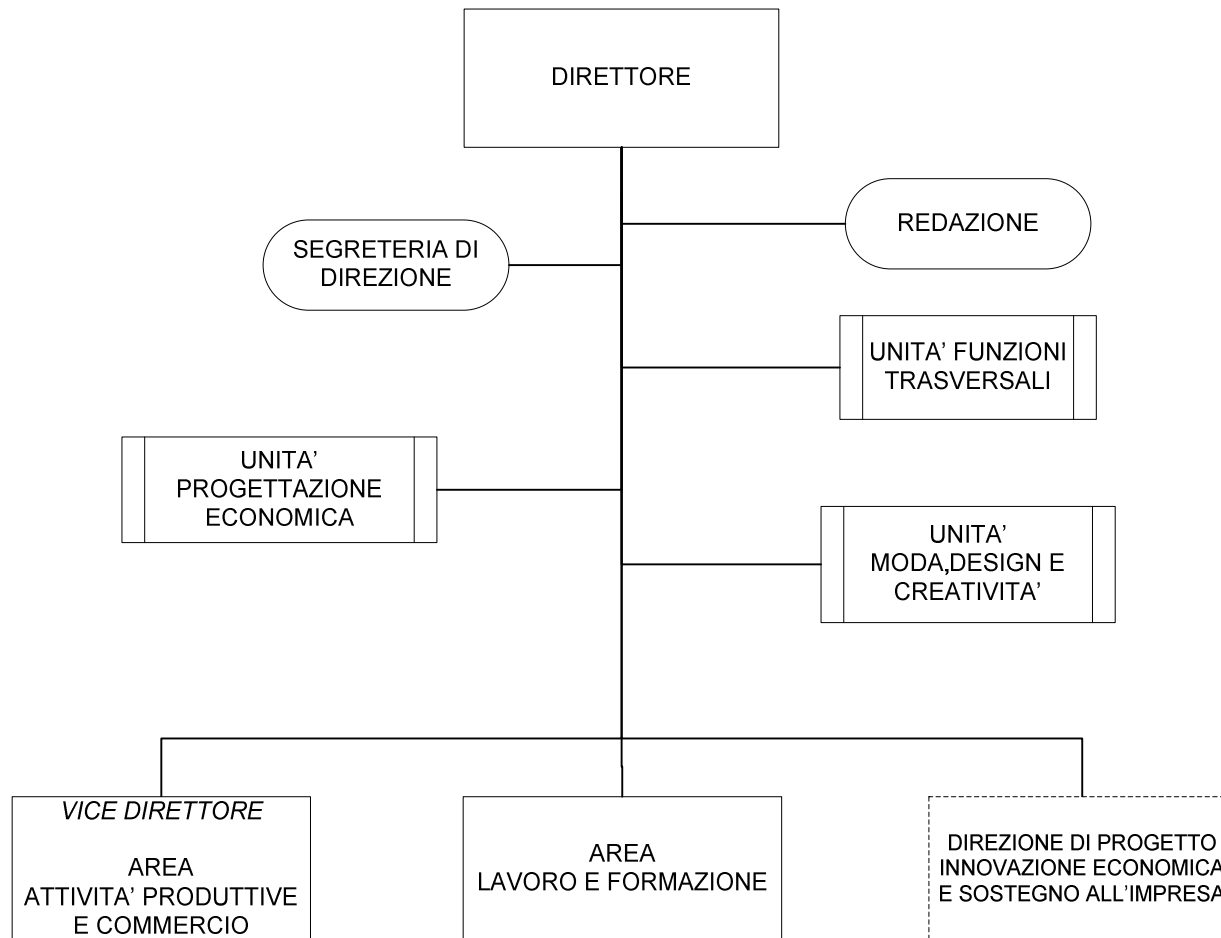 DIRETTORE
REDAZIONE
SEGRETERIA DI
DIREZIONE
UNITA’ FUNZIONI
TRASVERSALI
UNITA’
PROGETTAZIONE
ECONOMICA
UNITA’
MODA,DESIGN E
CREATIVITA’
VICE DIRETTORE
AREA
ATTIVITA’ PRODUTTIVE
E COMMERCIO
AREA
LAVORO E FORMAZIONE
DIREZIONE DI PROGETTO
INNOVAZIONE ECONOMICA
E SOSTEGNO ALL’IMPRESA